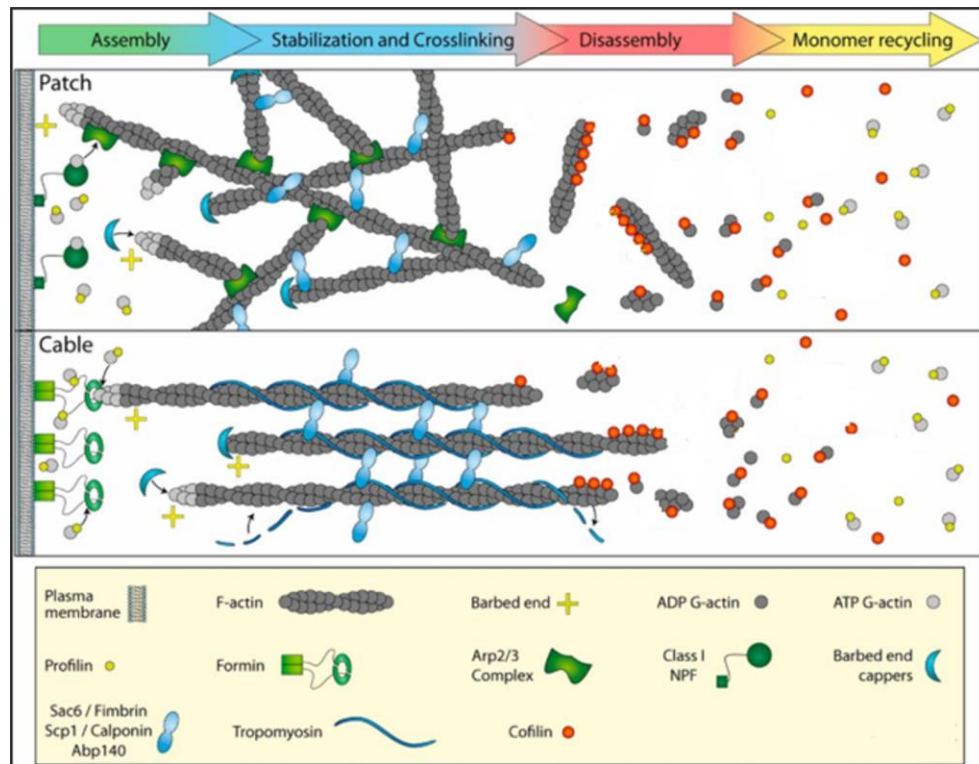 Assembly
Stabilization and Crosslinking
Disassembly
Monomer recycling
Patch
Cable
Plasma
membrane
F-actin
Barbed end
ADP G-actin
ATP G-actin
Profilin
Formin
Arp2/3
Complex
Class I
NPF
Barbed end
cappers
Sac6 / Fimbrin
Scp1 / Calponin
Abp140
Tropomyosin
Cofilin